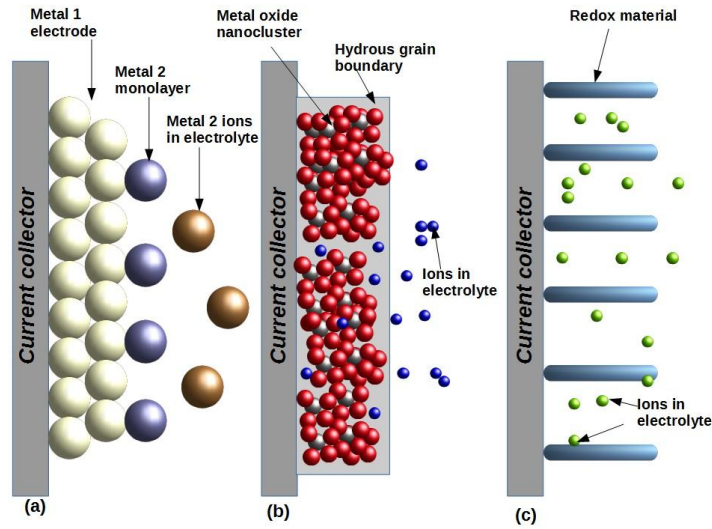 Metal 1
electrode
Metal 2
monolayer
Metal 2 ions
in electrolyte
Current collector
(a)
Metal oxide
nanocluster
Hydrous grain
boundary
Ions in
electrolyte
Current collector
(b)
Redox material
Ions in
electrolyte
Current collector
(c)